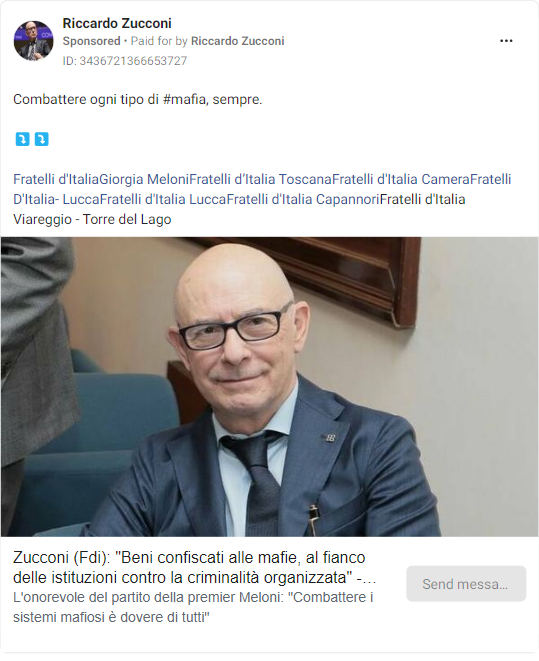 Riccardo Zucconi
Sponsored • Paid for by Riccardo Zucconi
ID: 3436721366653727
Combattere ogni tipo di #mafia, sempre.
Fratelli d'ItaliaGiorgia MeloniFratelli d'Italia ToscanaFratelli d'Italia CameraFratelli
D'Italia- LuccaFratelli d'Italia LuccaFratelli d'Italia CapannoriFratelli d'Italia
Viareggio - Torre del Lago
Zucconi (Fdi): "Beni confiscati alle mafie, al fianco
delle istituzioni contro la criminalità organizzata" -...
L'onorevole del partito della premier Meloni: "Combattere i
sistemi mafiosi è dovere di tutti"
Send messa...